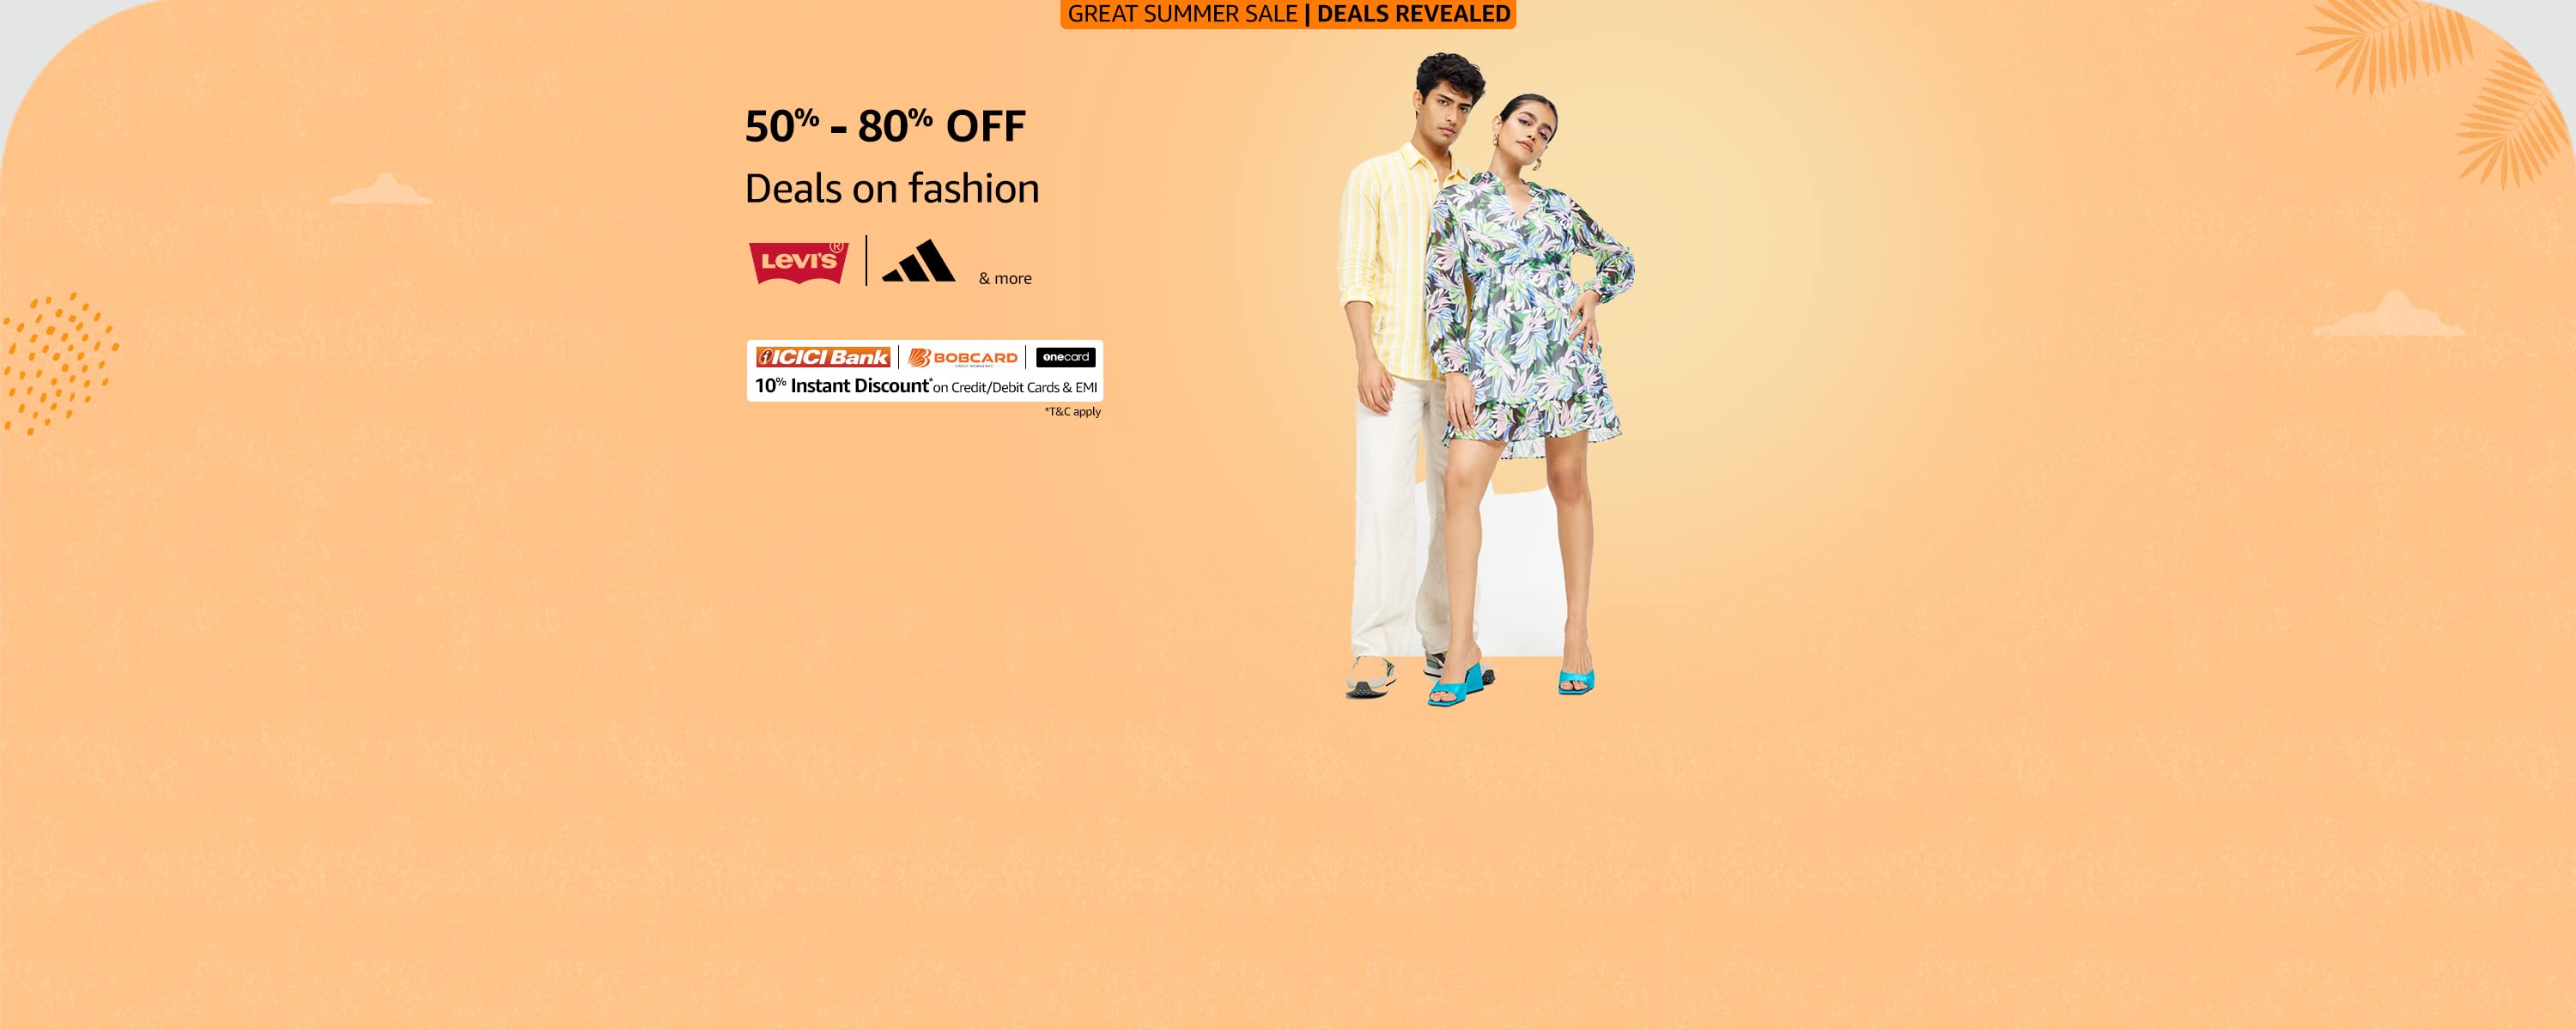 GREAT SUMMER SALE | DEALS REVEALED
50% - 80% OFF
Deals on fashion
LEVI'S ® & more
ICICI Bank | BOBCARD | onecard
10% Instant Discount* on Credit/Debit Cards & EMI
*T&C apply